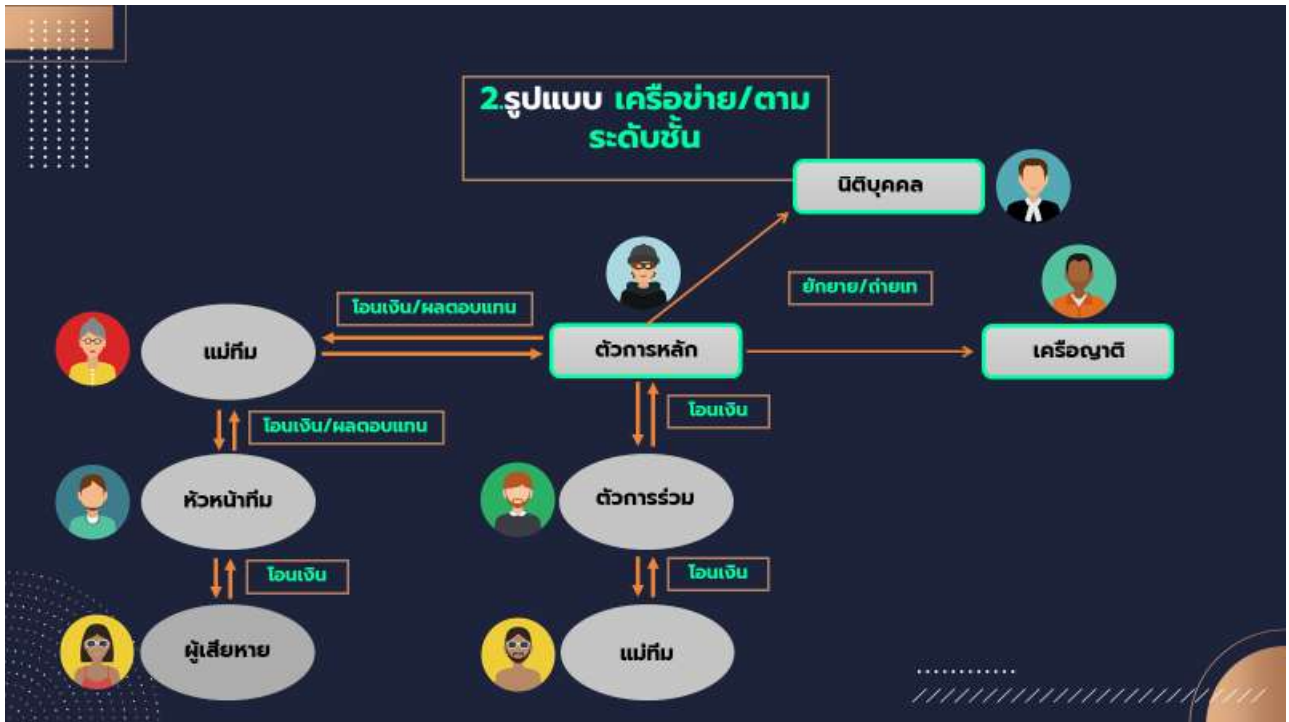 2.รูปแบบ เครือข่าย/ตาม
ระดับชั้น
นิติบุคคล
ยักยาย/ถ่ายเท
โอนเงิน/ผลตอบแทน
แม่ทีม
ตัวการหลัก
เครือญาติ
โอนเงิน/ผลตอบแทน
โอนเงิน
หัวหน้าทีม
ตัวการร่วม
โอนเงิน
โอนเงิน
ผู้เสียหาย
แม่ทีม